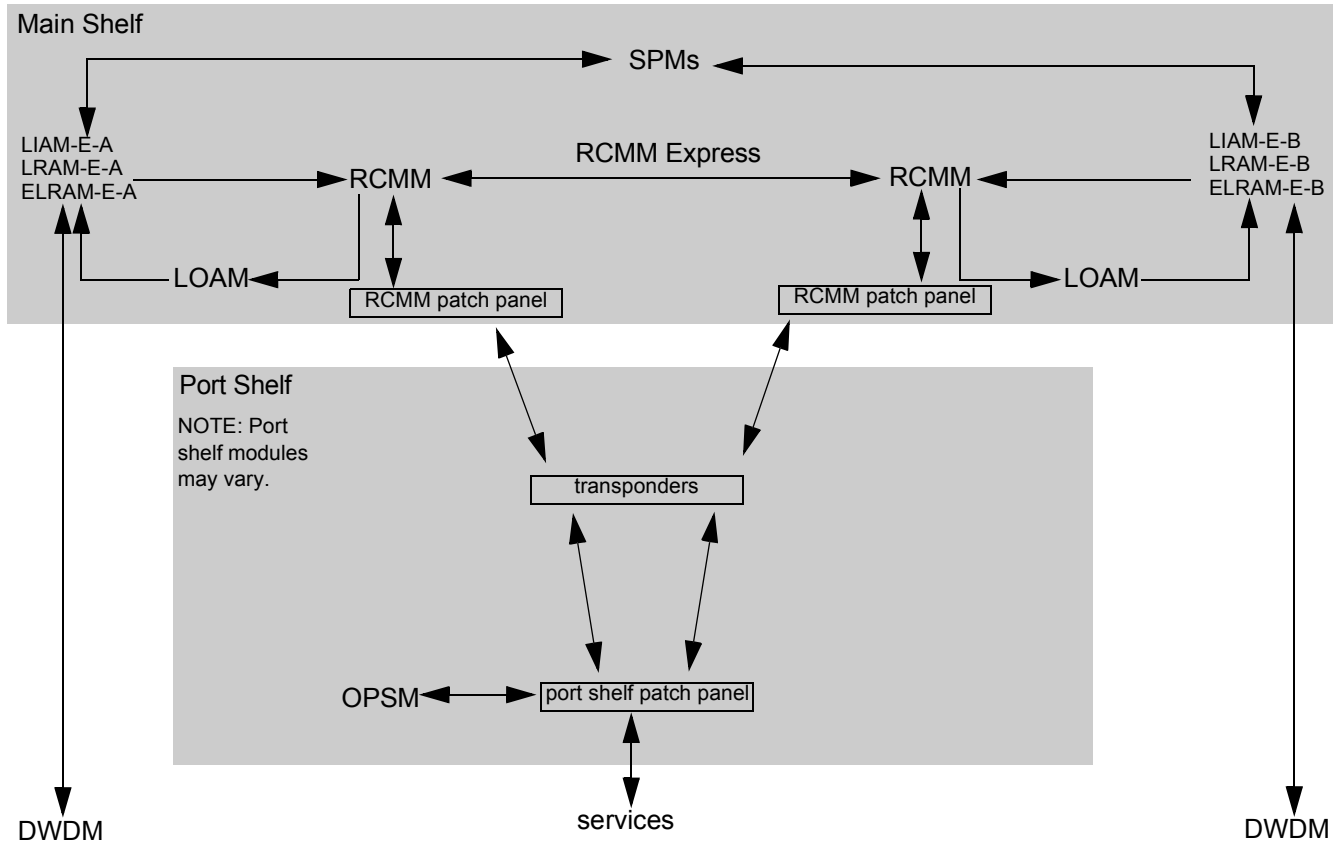 Main Shelf
SPMs
LIAM-E-A
LRAM-E-A
ELRAM-E-A
RCMM
RCMM Express
RCMM
LIAM-E-B
LRAM-E-B
ELRAM-E-B
LOAM
RCMM patch panel
RCMM patch panel
LOAM
Port Shelf
NOTE: Port
shelf modules
may vary.
transponders
OPSM
port shelf patch panel
DWDM
services
DWDM